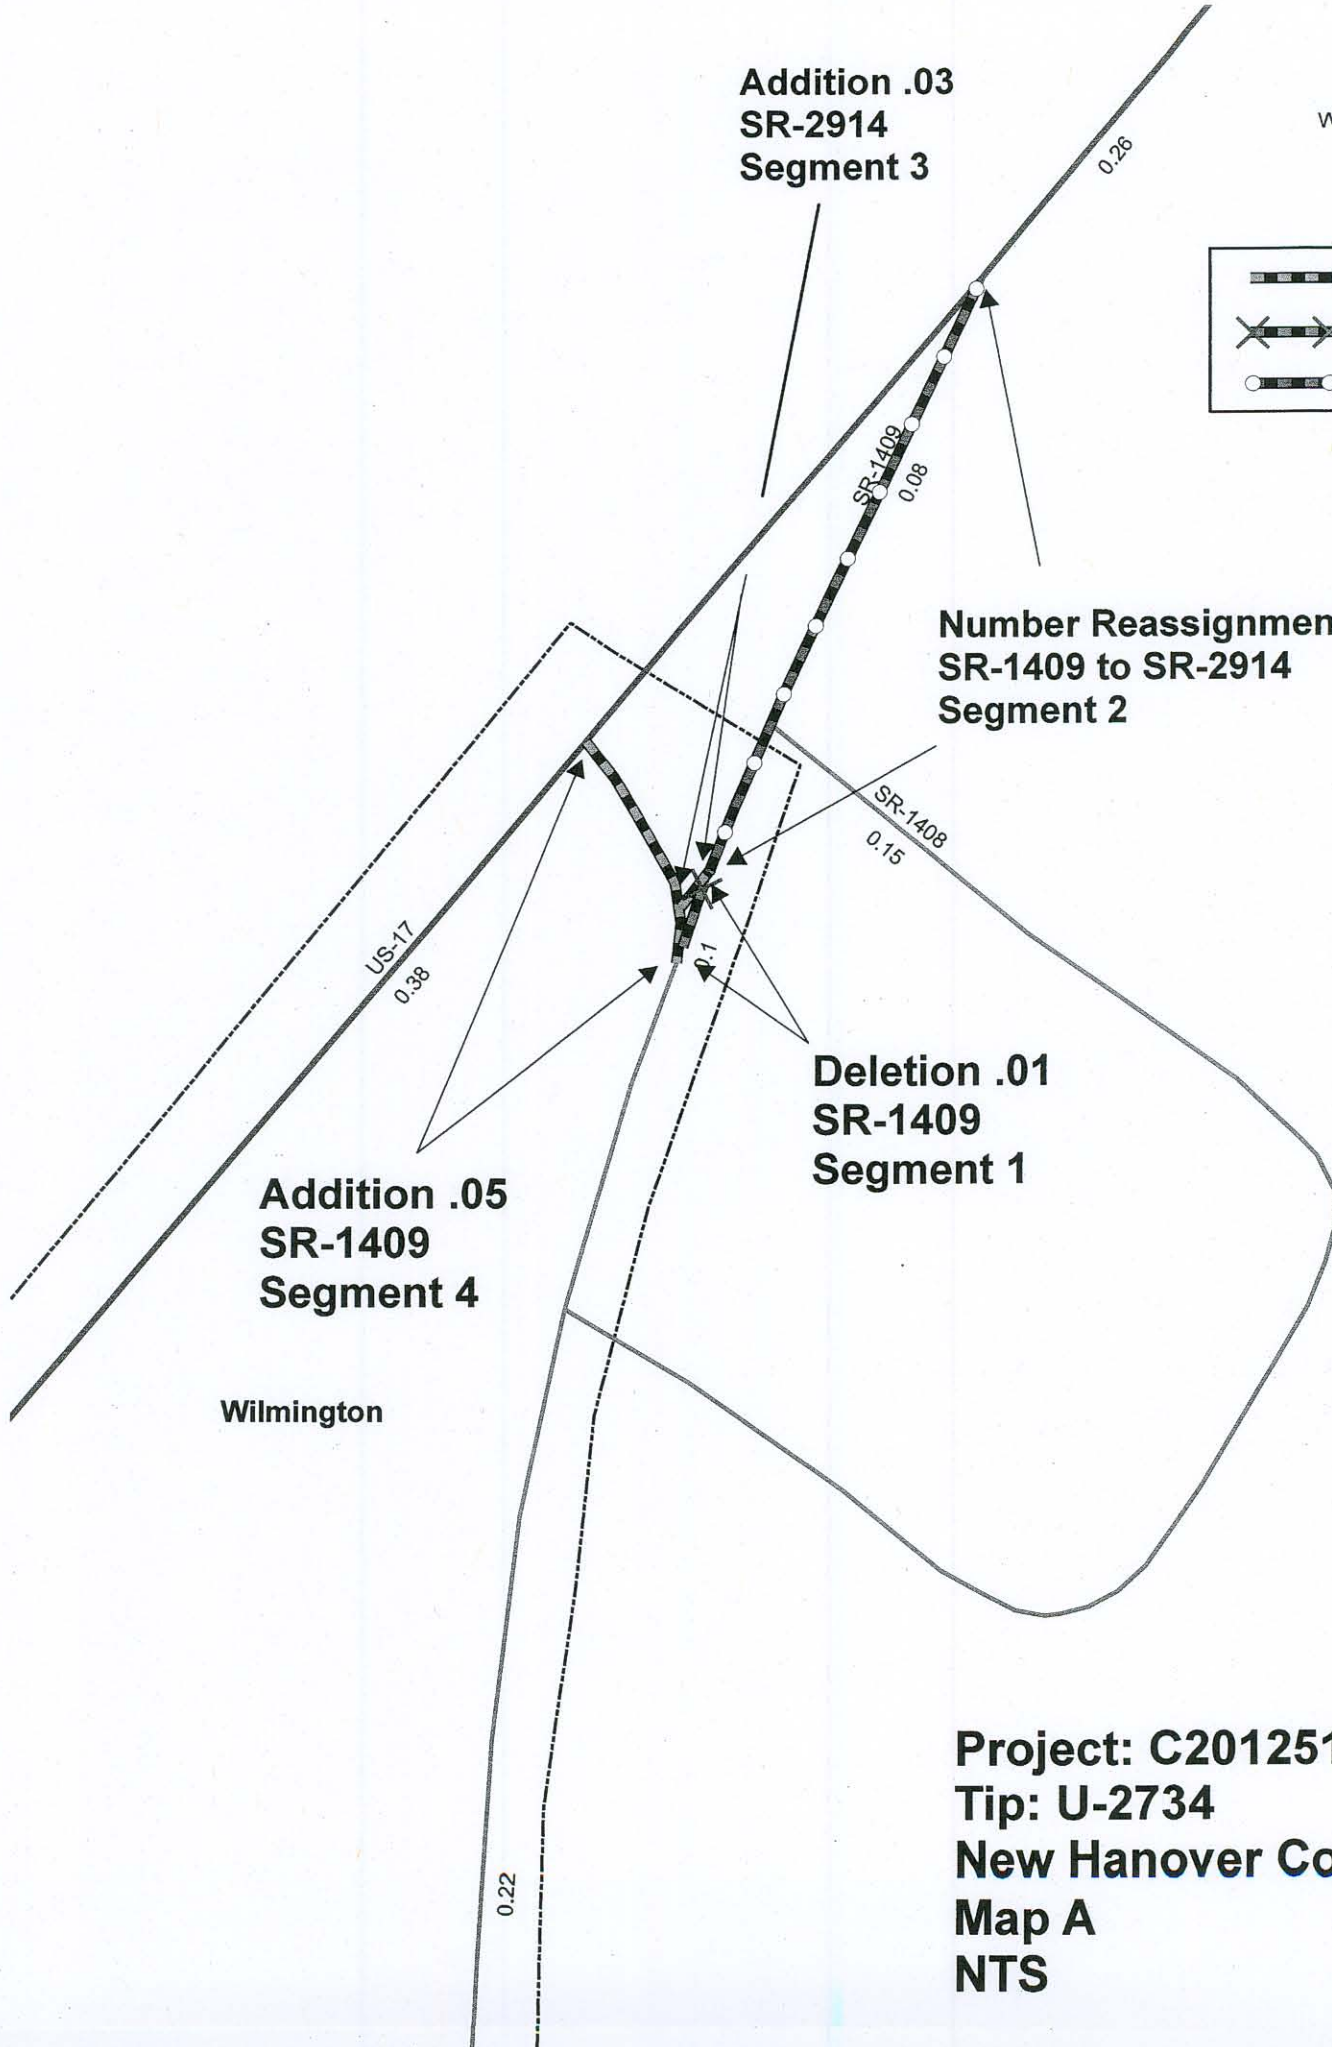 Addition .03
SR-2914
Segment 3
W
0.26
SR-1409
0.08
Number Reassignmen
SR-1409 to SR-2914
Segment 2
SR-1408
0.15
US-17
0.38
0.1
Deletion .01
SR-1409
Segment 1
Addition .05
SR-1409
Segment 4
Wilmington
0.22
Project: C201251
Tip: U-2734
New Hanover Co
Map A
NTS